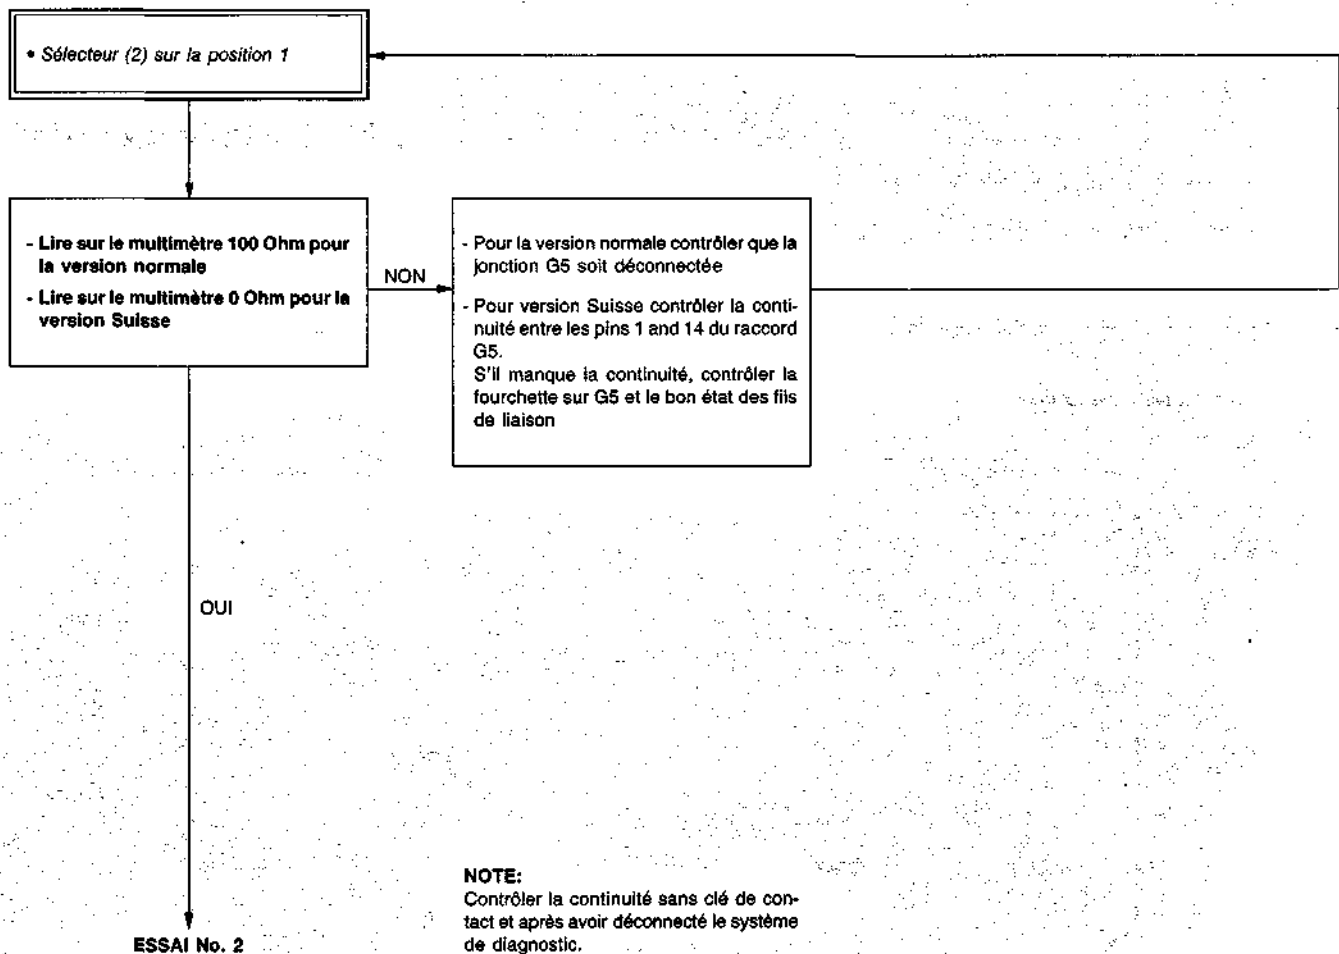 • Sélecteur (2) sur la position 1
- Lire sur le multimètre 100 Ohm pour
la version normale
- Lire sur le multimètre 0 Ohm pour la
version Suisse
NON
- Pour la version normale contrôler que la
jonction G5 soit déconnectée
- Pour version Suisse contrôler la conti-
nuité entre les pins 1 and 14 du raccord
G5.
S'il manque la continuité, contrôler la
fourchette sur G5 et le bon état des fils
de liaison
OUI
ESSAI No. 2
NOTE:
Contrôler la continuité sans clé de con-
tact et après avoir déconnecté le système
de diagnostic.